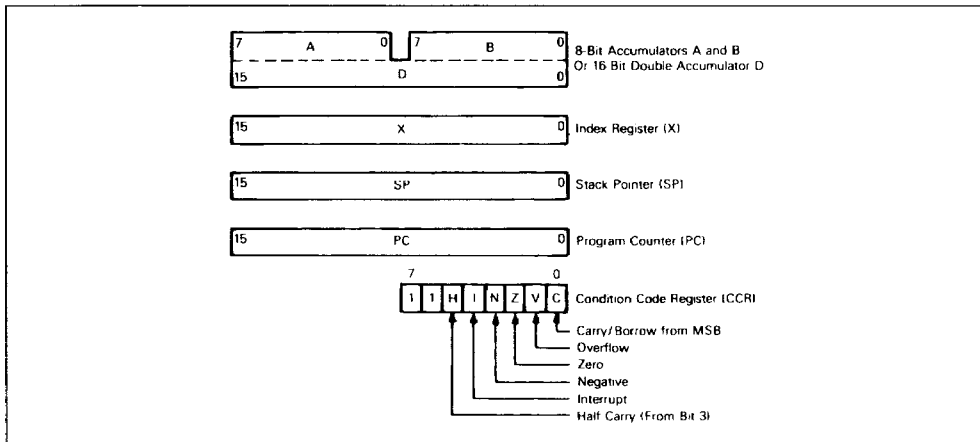 7 A 0 7 B 0
8-Bit Accumulators A and B
15 D 0
Or 16 Bit Double Accumulator D
15 X 0 Index Register (X)
15 SP 0 Stack Pointer (SP)
15 PC 0 Program Counter (PC)
7 0
1 1 H I N Z V C Condition Code Register (CCR)
Carry/Borrow from MSB
Overflow
Zero
Negative
Interrupt
Half Carry (From Bit 3)